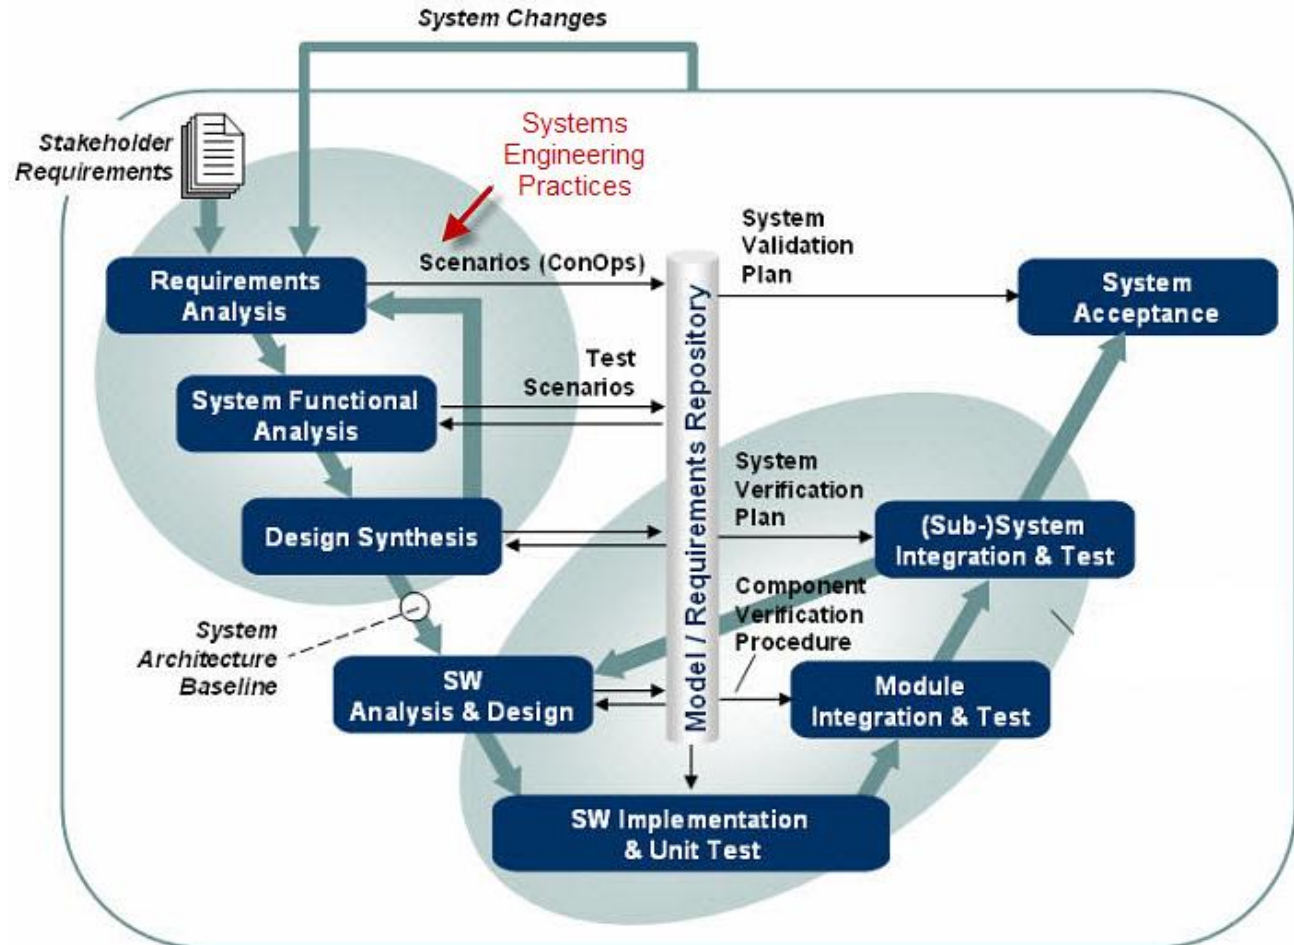 System Changes
Stakeholder
Requirements
Systems
Engineering
Practices
Requirements
Analysis
Scenarios (ConOps)
System
Validation
Plan
System
Acceptance
Test
Scenarios
System Functional
Analysis
Model / Requirements Repository
System
Verification
Plan
Design Synthesis
(Sub-)System
Integration & Test
Component
Verification
Procedure
System
Architecture
Baseline
SW
Analysis & Design
Module
Integration & Test
SW Implementation
& Unit Test